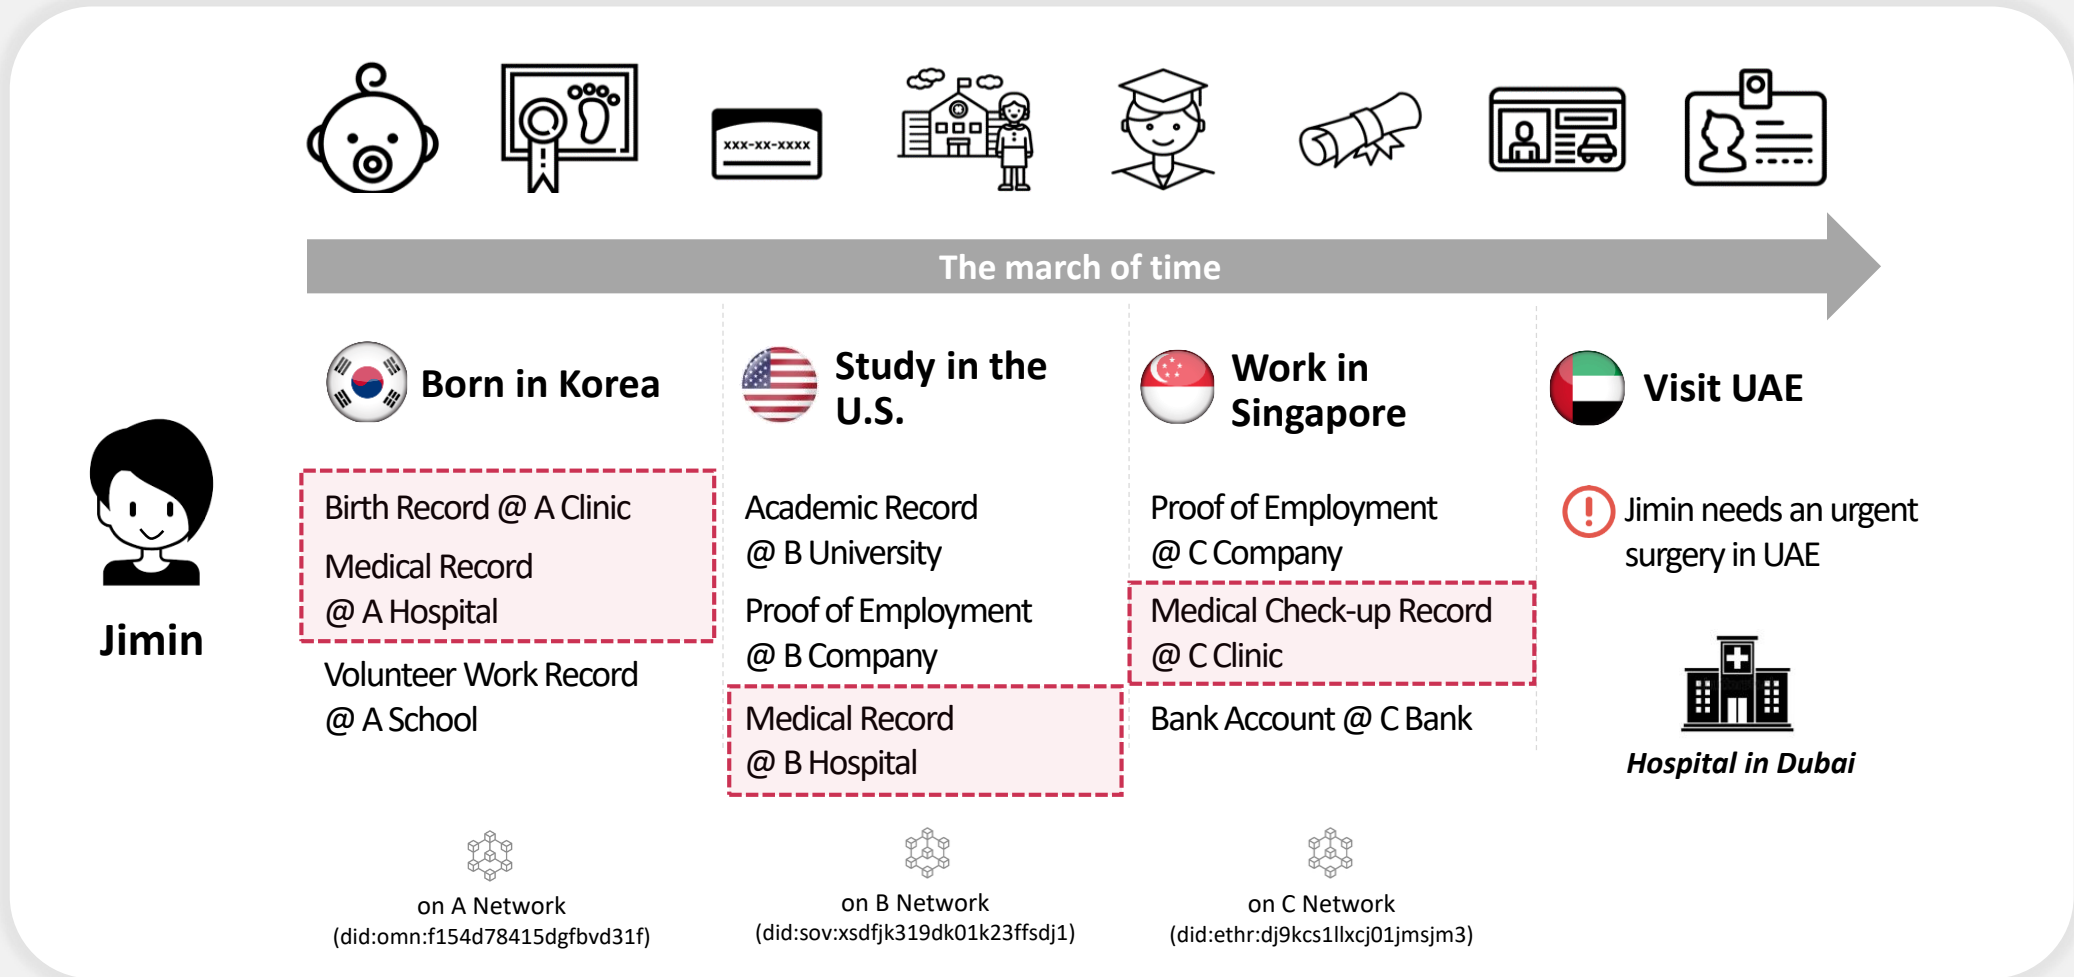 xxx-xx-xxxx
The march of time
Born in Korea
Study in the
U.S.
Work in
Singapore
Visit UAE
Jimin
Birth Record @ A Clinic
Medical Record
@ A Hospital
Volunteer Work Record
@ A School
Academic Record
@ B University
Proof of Employment
@ B Company
Medical Record
@ B Hospital
Proof of Employment
@ C Company
Medical Check-up Record
@ C Clinic
Bank Account @ C Bank
Jimin needs an urgent
surgery in UAE
Hospital in Dubai
on A Network
(did:omn:f154d78415dgfbvd31f)
on B Network
(did:sov:xsdfjk319dk01k23ffsdj1)
on C Network
(did:ethr:dj9kcs1llxcj01jmsjm3)